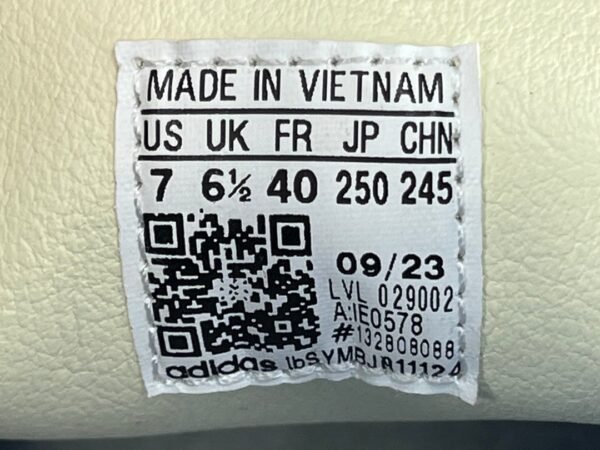 MADE IN VIETNAM
US UK FR JP CHN
7 6½ 40 250 245
09/23
LVL 029002
A:IE0578
#132808088
adidas